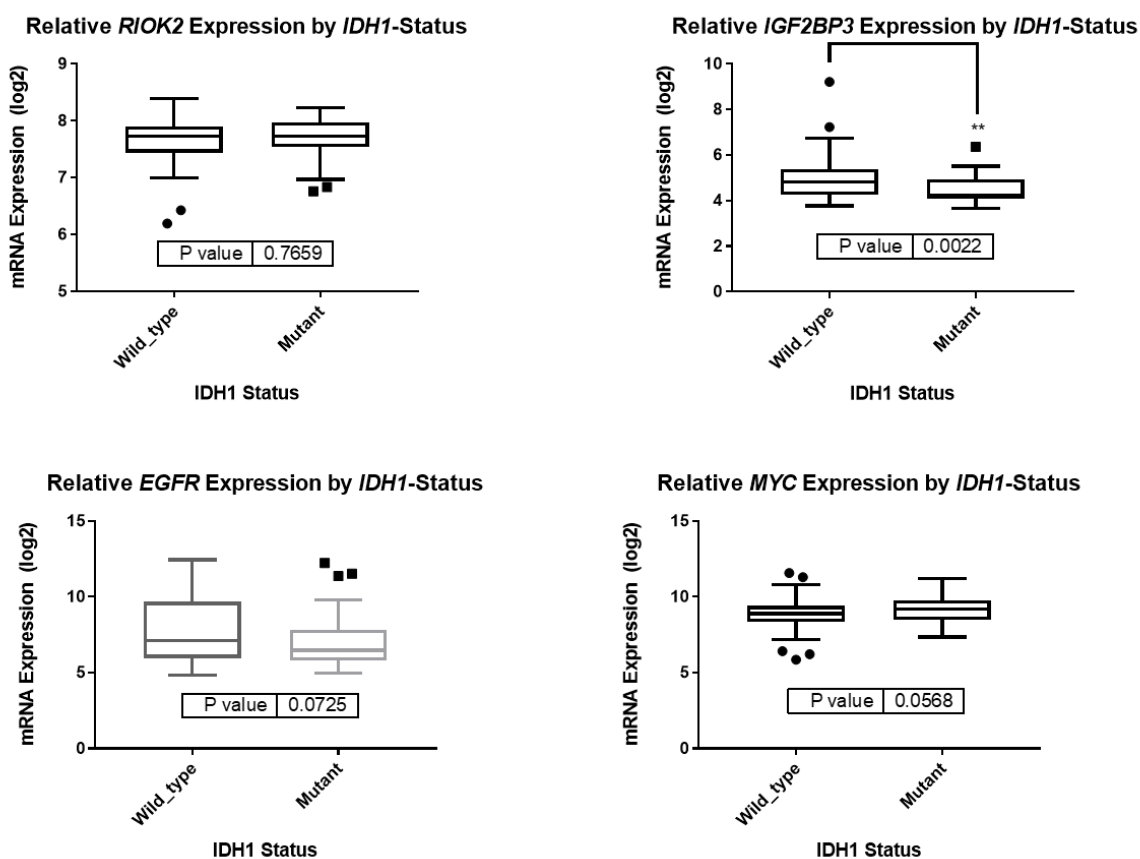 Relative RIOK2 Expression by IDH1-Status
mRNA Expression (log2)
9
8
7
6
5
P value 0.7659
Wild_type
Mutant
IDH1 Status
Relative IGF2BP3 Expression by IDH1-Status
mRNA Expression (log2)
10
8
6
4
2
0
**
P value 0.0022
Wild_type
Mutant
IDH1 Status
Relative EGFR Expression by IDH1-Status
mRNA Expression (log2)
15
10
5
0
P value 0.0725
Wild_type
Mutant
IDH1 Status
Relative MYC Expression by IDH1-Status
mRNA Expression (log2)
15
10
5
0
P value 0.0568
Wild_type
Mutant
IDH1 Status